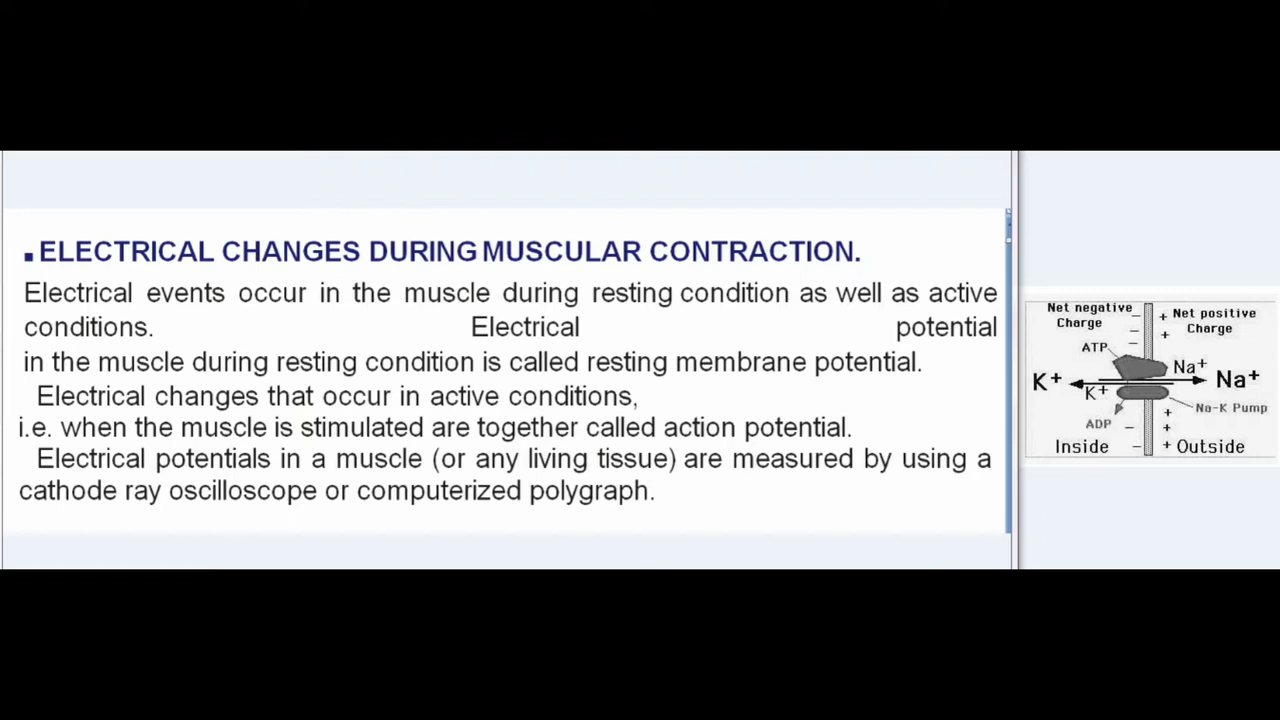 ▪ELECTRICAL CHANGES DURING MUSCULAR CONTRACTION.
Electrical events occur in the muscle during resting condition as well as active
conditions. Electrical potential
in the muscle during resting condition is called resting membrane potential.
Electrical changes that occur in active conditions,
i.e. when the muscle is stimulated are together called action potential.
Electrical potentials in a muscle (or any living tissue) are measured by using a
cathode ray oscilloscope or computerized polygraph.
Net negative
Charge
Net positive
Charge
ATP
Na+
K+
Na+
K+
Na-K Pump
ADP
Inside
Outside